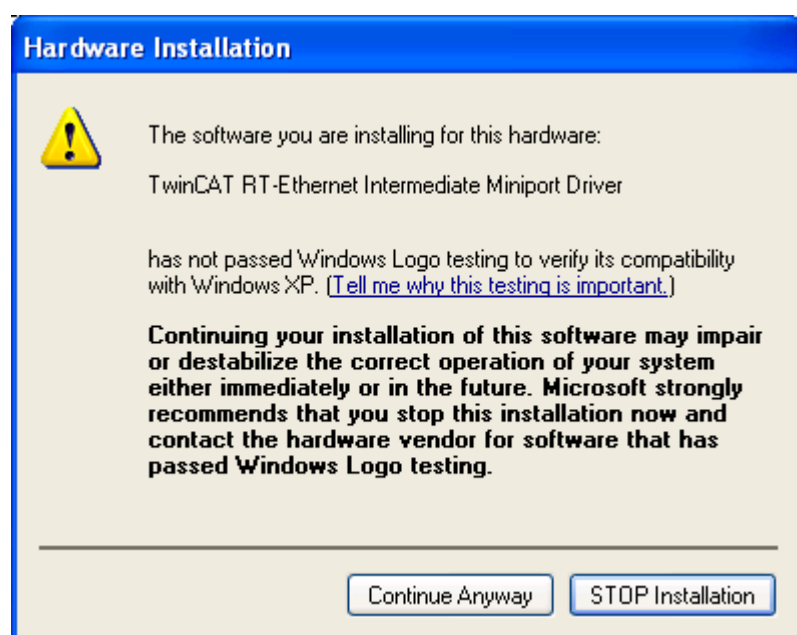 Hardware Installation
The software you are installing for this hardware:
TwinCAT RT-Ethernet Intermediate Miniport Driver
has not passed Windows Logo testing to verify its compatibility
with Windows XP. (Tell me why this testing is important.)
Continuing your installation of this software may impair
or destabilize the correct operation of your system
either immediately or in the future. Microsoft strongly
recommends that you stop this installation now and
contact the hardware vendor for software that has
passed Windows Logo testing.
Continue Anyway
STOP Installation